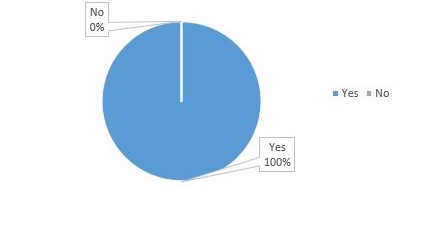 No
0%
Yes No
Yes
100%